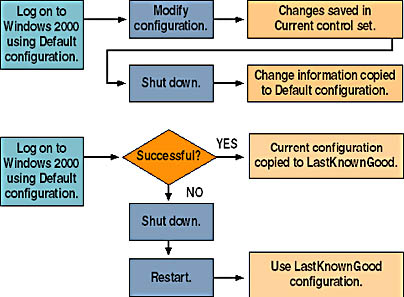 Log on to
Windows 2000
using Default
configuration.
Modify
configuration.
Changes saved in
Current control set.
Shut down.
Change information copied
to Default configuration.
Log on to
Windows 2000
using Default
configuration.
Successful?
YES
Current configuration
copied to LastKnownGood.
NO
Shut down.
Restart.
Use LastKnownGood
configuration.